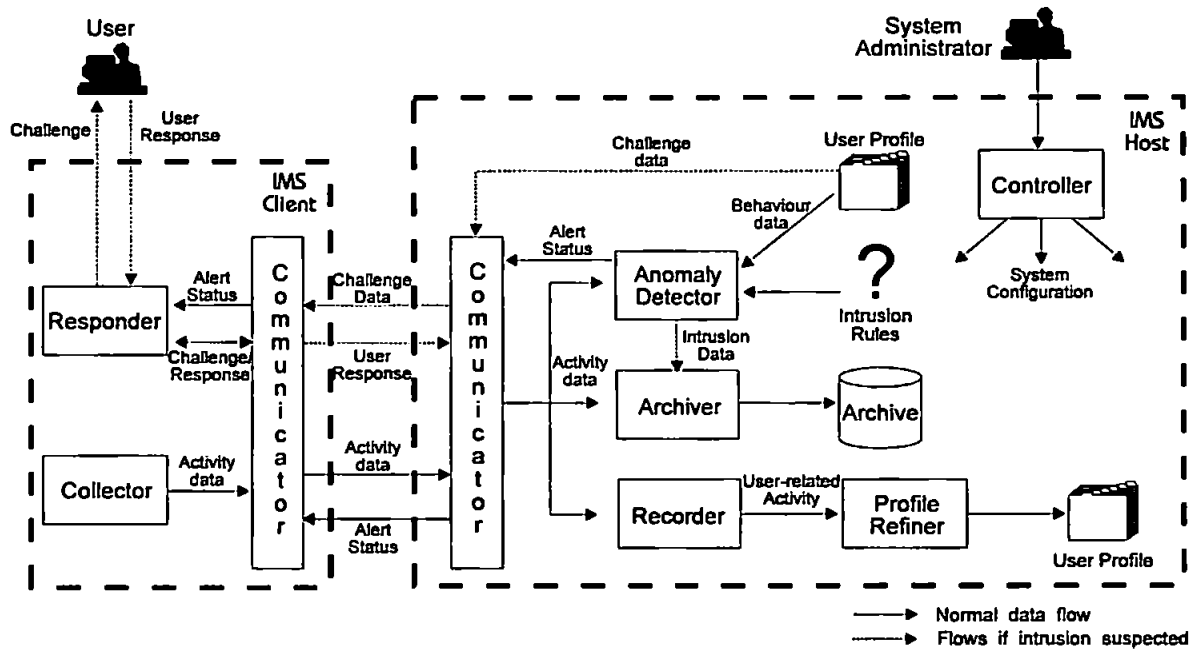 User
System
Administrator
Challenge
User
Response
IMS
Host
Challenge
data
User Profile
Controller
IMS
Client
Behaviour
data
Alert
Status
Communicator
Communicator
Anomaly
Detector
?
Intrusion
Rules
System
Configuration
Alert
Status
Challenge
Data
Responder
Challenge/
Response
User
Response
Intrusion
Data
Activity
data
Archiver
Archive
Collector
Activity
data
Activity
data
Alert
Status
Recorder
User-related
Activity
Profile
Refiner
User Profile
Normal data flow
Flows if intrusion suspected